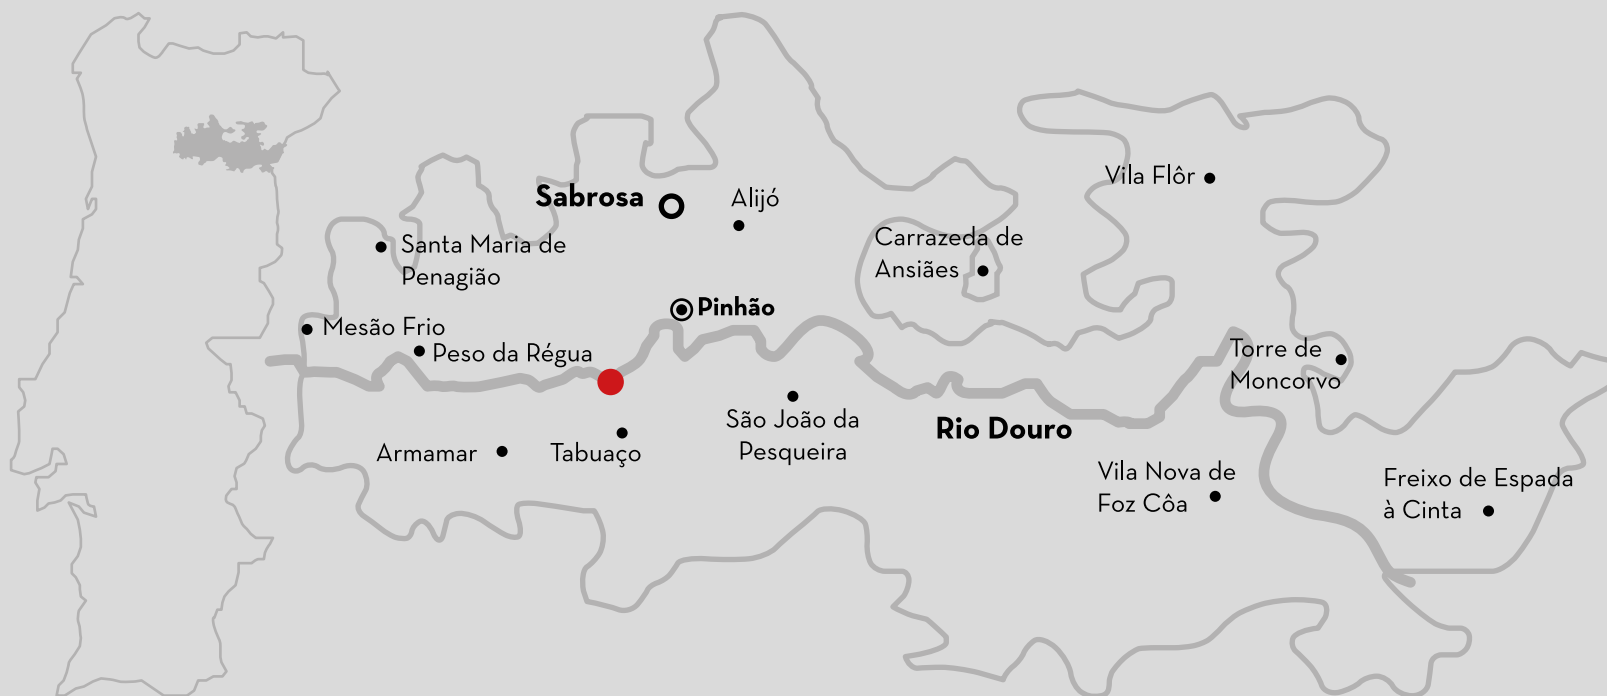 Vila Flôr
Sabrosa
Alijó
Carrazeda de
Ansiães
Santa Maria de
Penagião
Pinhão
Mesão Frio
Peso da Régua
Torre de
Moncorvo
São João da
Pesqueira
Rio Douro
Armamar
Tabuaço
Vila Nova de
Foz Côa
Freixo de Espada
à Cinta